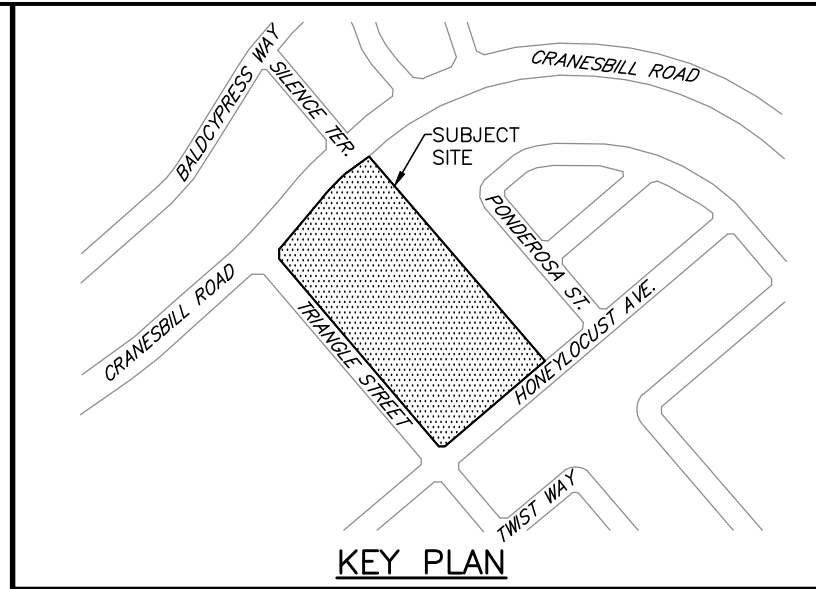 BALDCYPRESS WAY
SILENCE TER.
CRANESBILL ROAD
SUBJECT
SITE
PONDEROSA ST.
CRANESBILL ROAD
TRIANGLE STREET
HONEYLOCUST AVE.
TWIST WAY
KEY PLAN